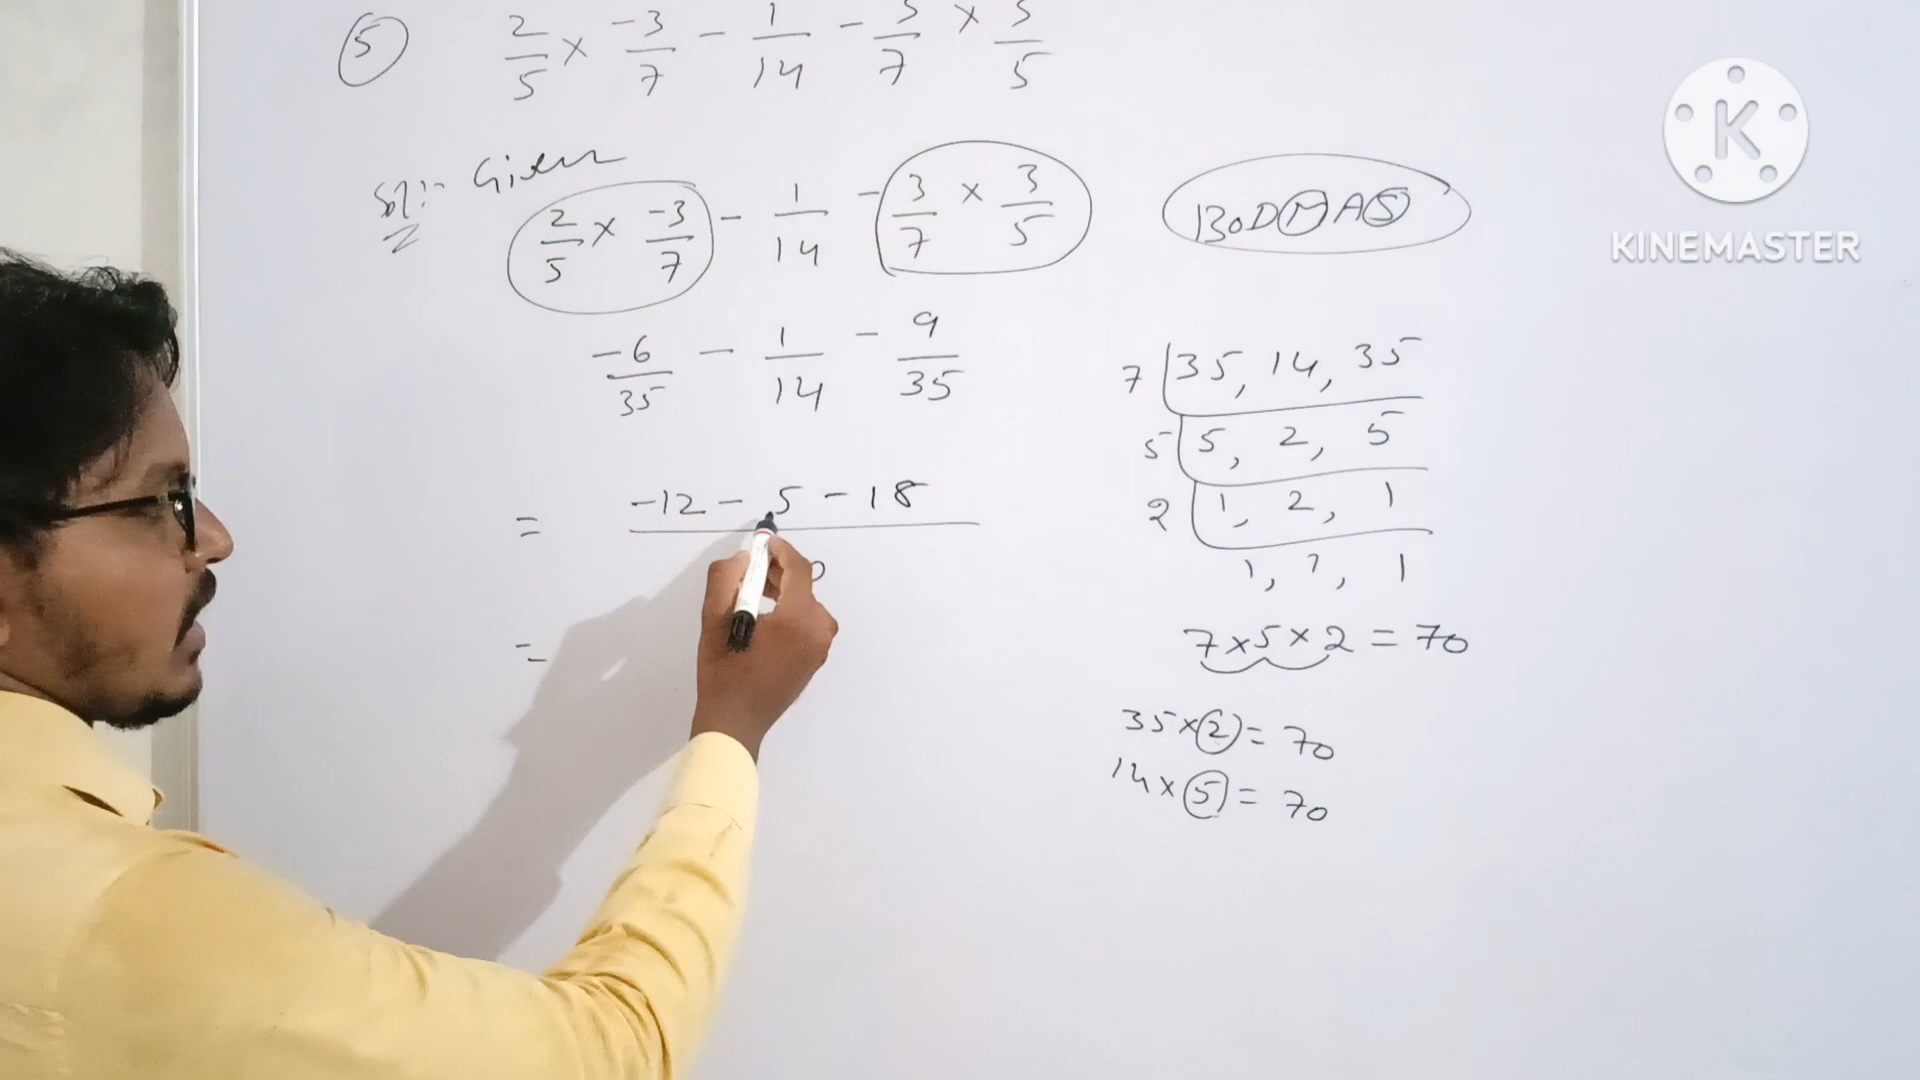 5 2/5 × -3/7 - 1/14 - 3/7 × 3/5
Sol:- Given
2/5 × -3/7 - 1/14 - 3/7 × 3/5
BODMAS
KINEMASTER
-6/35 - 1/14 - 9/35
= -12 - 5 - 18
=
7 | 35, 14, 35
5 | 5, 2, 5
2 | 1, 2, 1
1, 1, 1
7×5×2 = 70
35×2 = 70
14×5 = 70